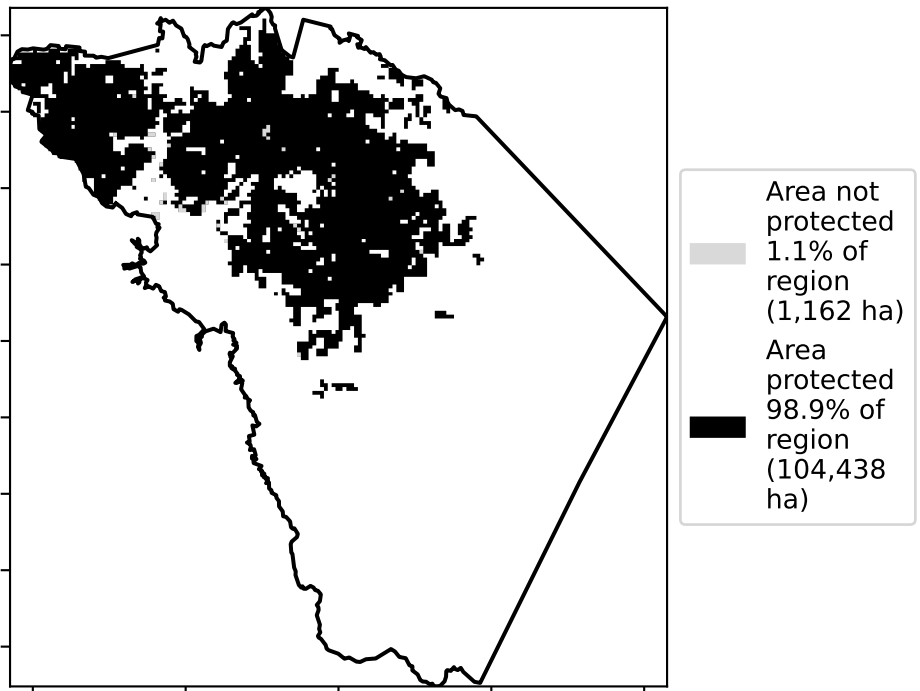 Area not
protected
1.1% of
region
(1,162 ha)
Area
protected
98.9% of
region
(104,438
ha)